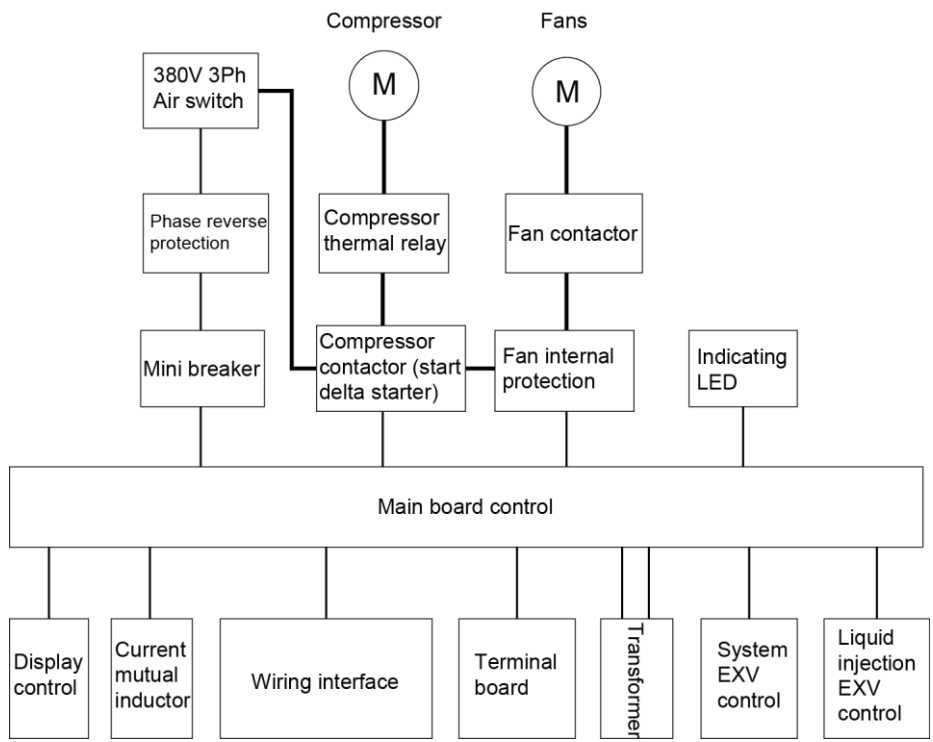 Compressor
Fans
380V 3Ph
Air switch
M
M
Phase reverse
protection
Compressor
thermal relay
Fan contactor
Mini breaker
Compressor
contactor (start
delta starter)
Fan internal
protection
Indicating
LED
Main board control
Display
control
Current
mutual
inductor
Wiring interface
Terminal
board
Transformer
System
EXV
control
Liquid
injection
EXV
control